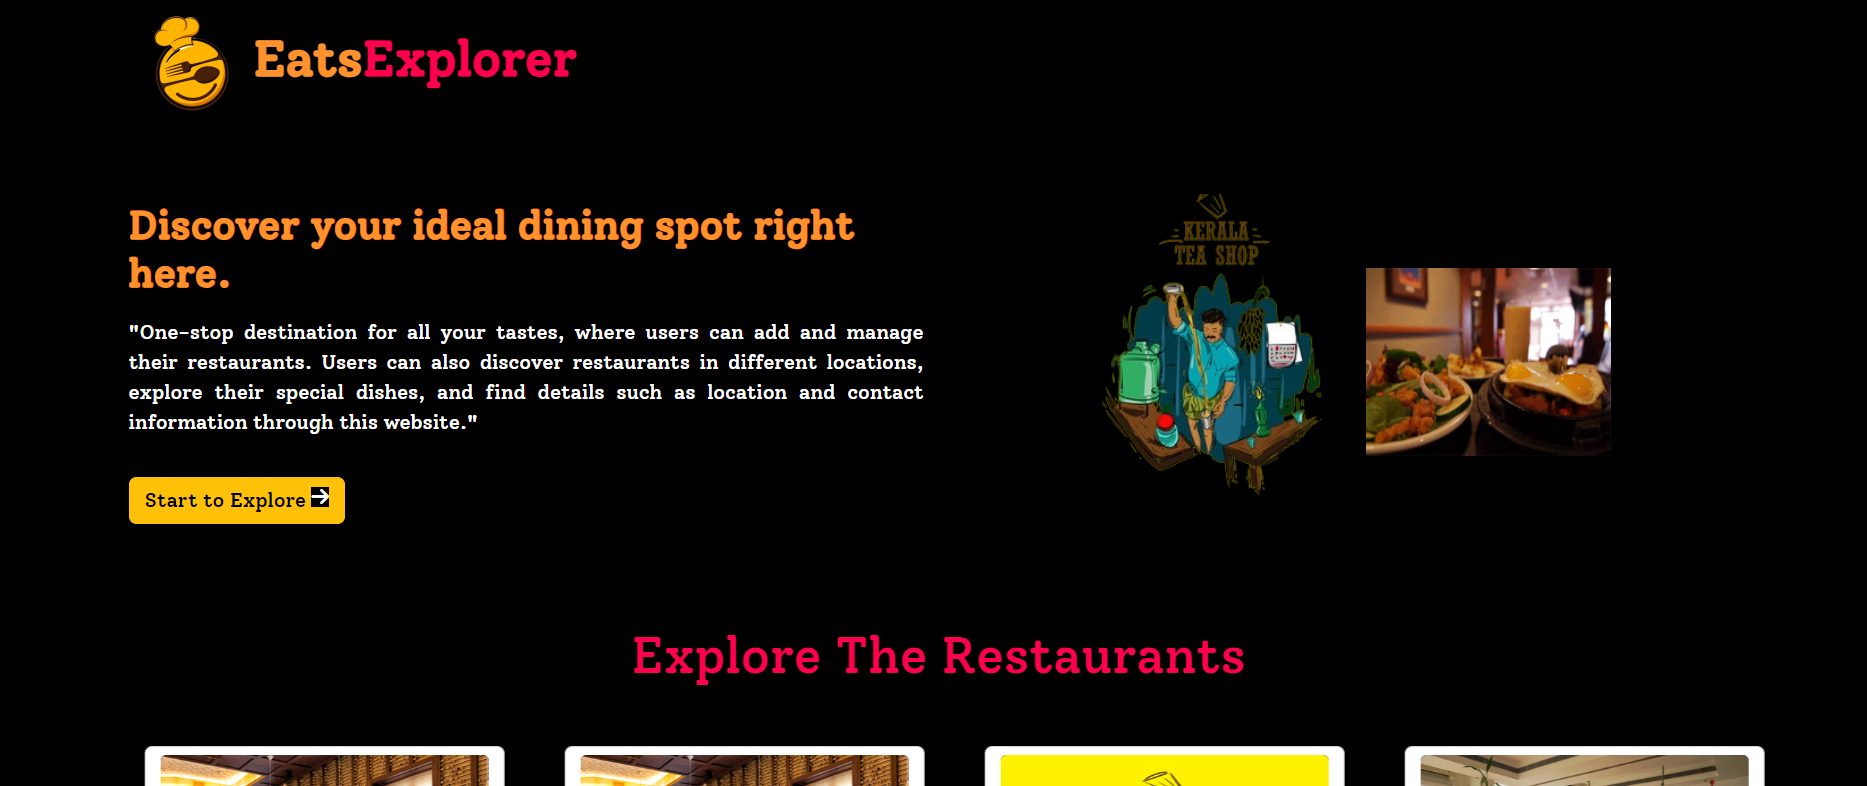 EatsExplorer
Discover your ideal dining spot right
here.
"One-stop destination for all your tastes, where users can add and manage
their restaurants. Users can also discover restaurants in different locations,
explore their special dishes, and find details such as location and contact
information through this website."
Start to Explore
KERALA
TEA SHOP
Explore The Restaurants